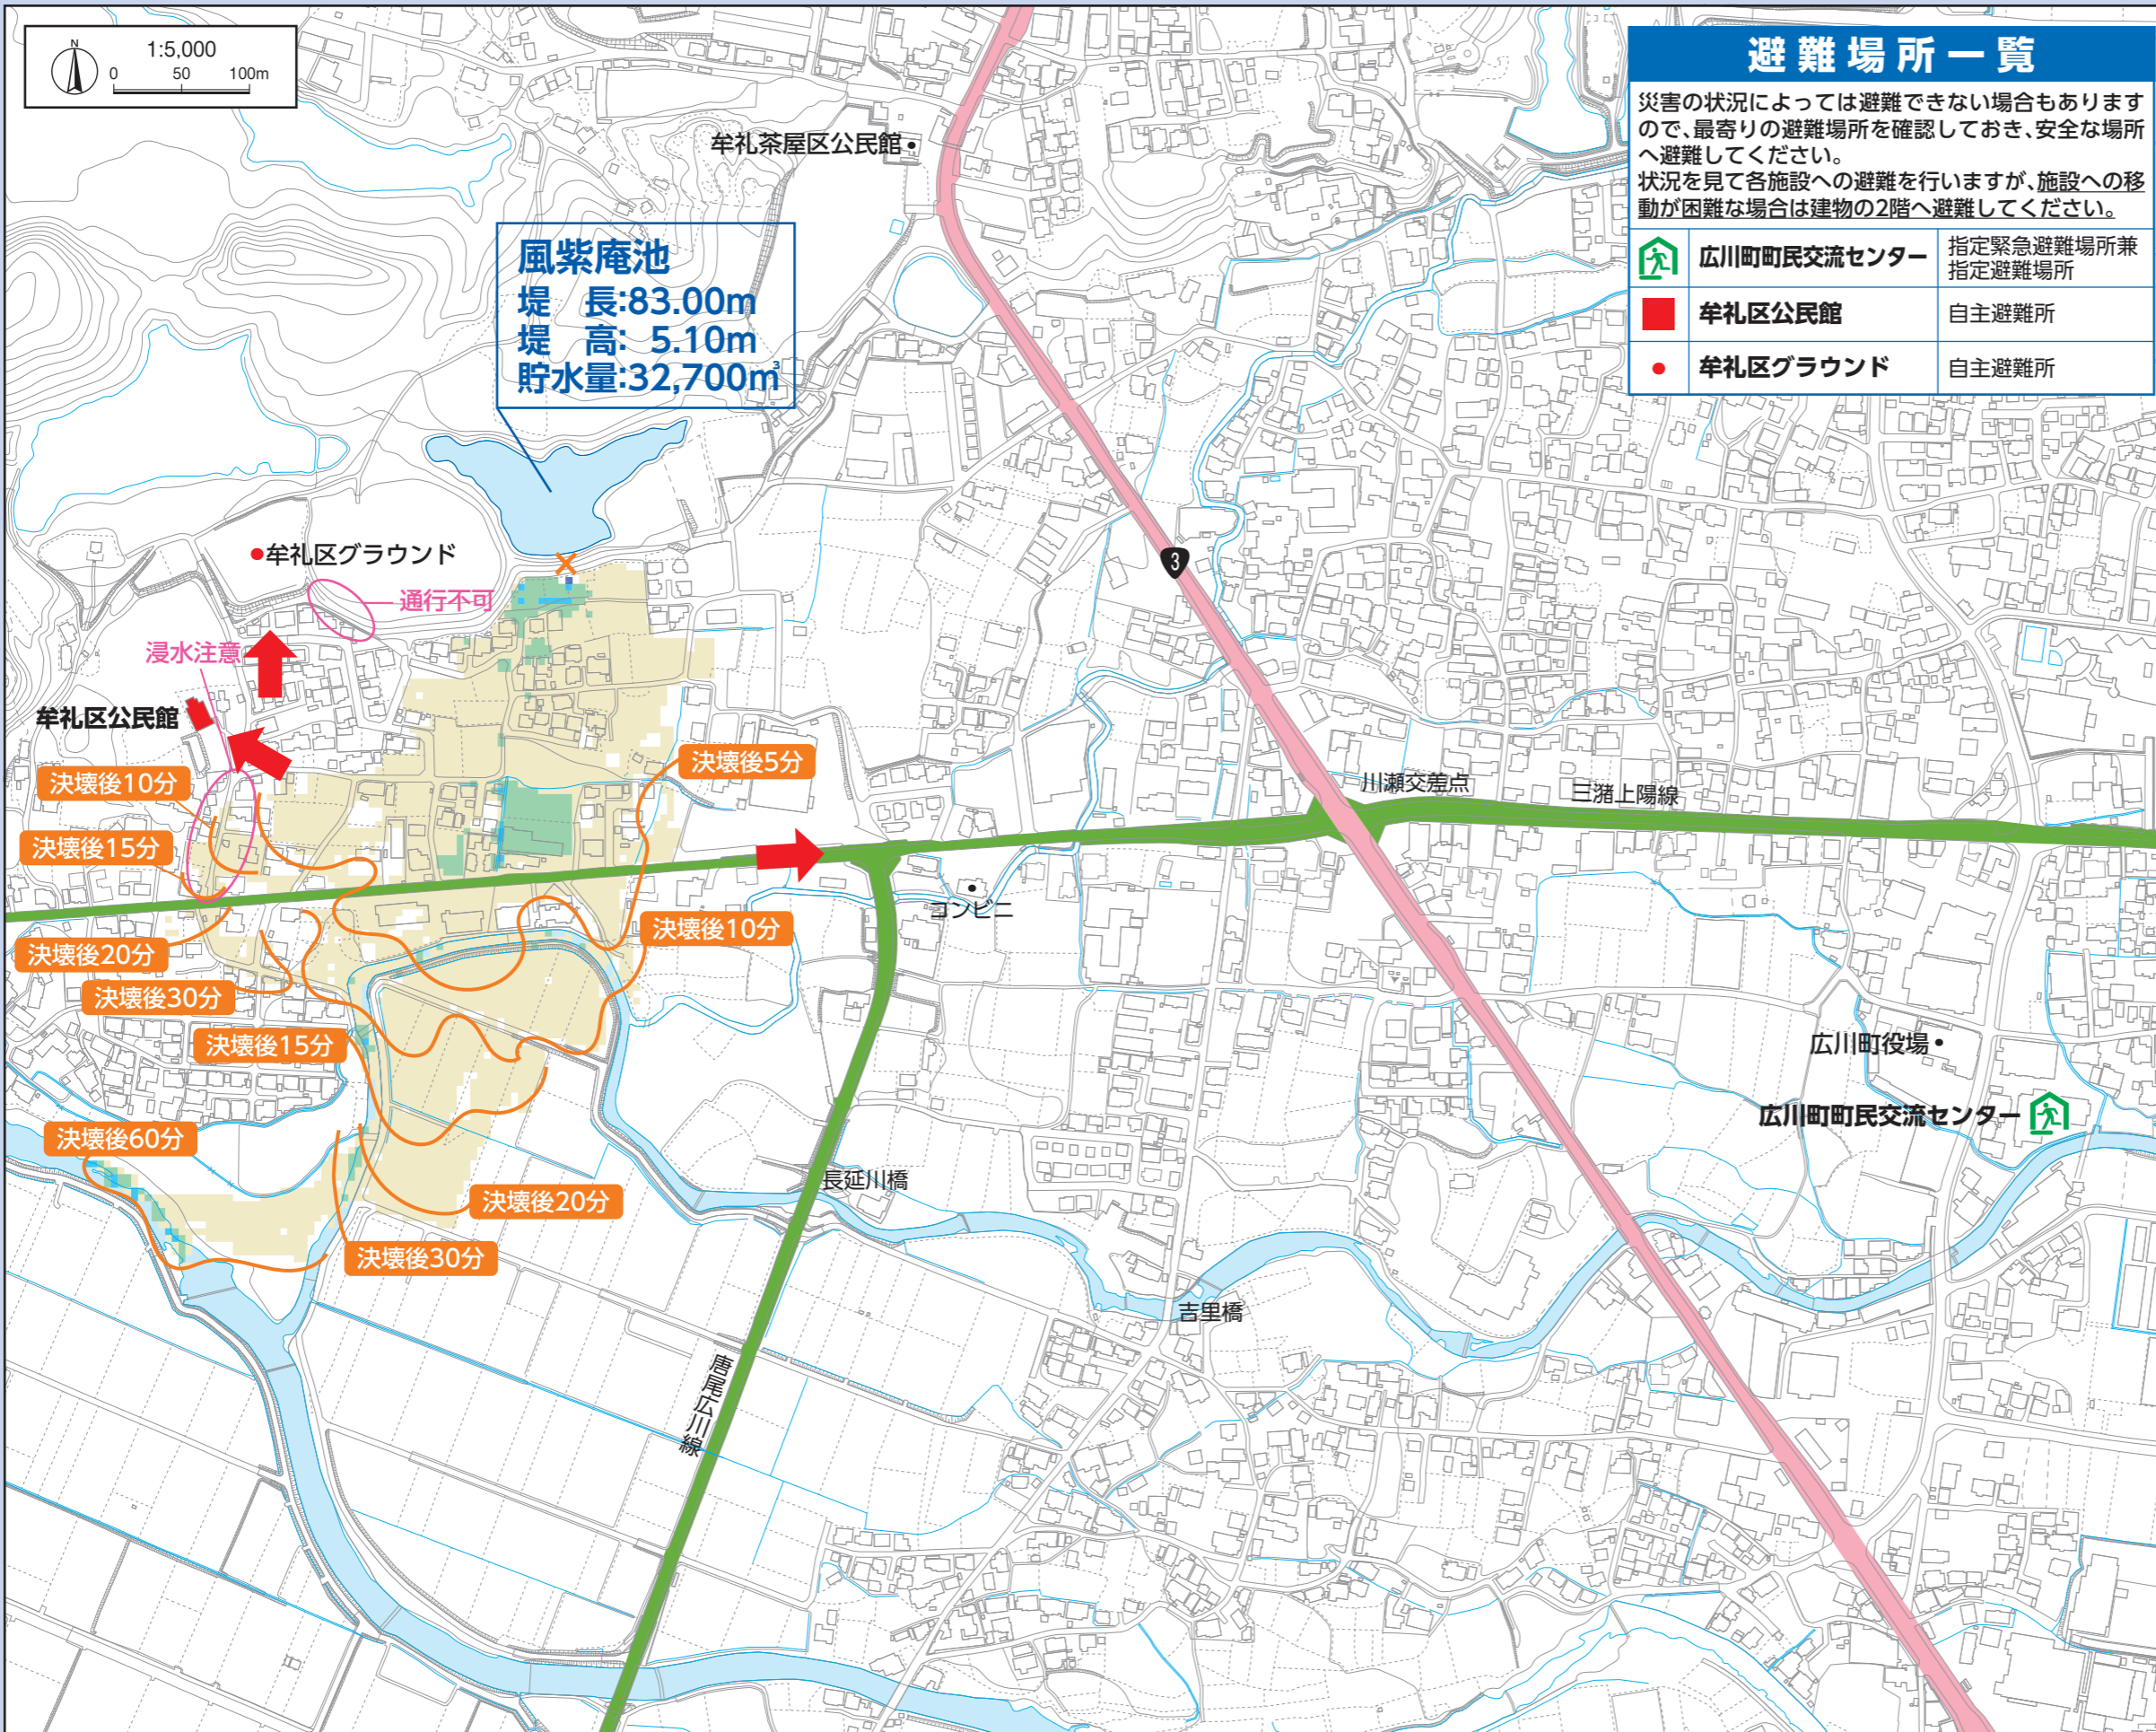 N
1:5,000
0 50 100m
避難場所一覧
災害の状況によっては避難できない場合もあります
ので、最寄りの避難場所を確認しておき、安全な場所
へ避難してください。
状況を見て各施設への避難を行いますが、施設への移
動が困難な場合は建物の2階へ避難してください。
広川町町民交流センター 指定緊急避難場所兼
指定避難場所
牟礼区公民館 自主避難所
牟礼区グラウンド 自主避難所
牟礼茶屋区公民館
風紫庵池
堤 長:83.00m
堤 高: 5.10m
貯水量:32,700m³
牟礼区グラウンド
通行不可
浸水注意
牟礼区公民館
3
決壊後5分
決壊後10分
決壊後15分
川瀬交差点
三潴上陽線
コンビニ
決壊後10分
決壊後20分
決壊後30分
決壊後15分
広川町役場
広川町町民交流センター
決壊後60分
長延川橋
決壊後20分
決壊後30分
吉里橋
唐尾広川線